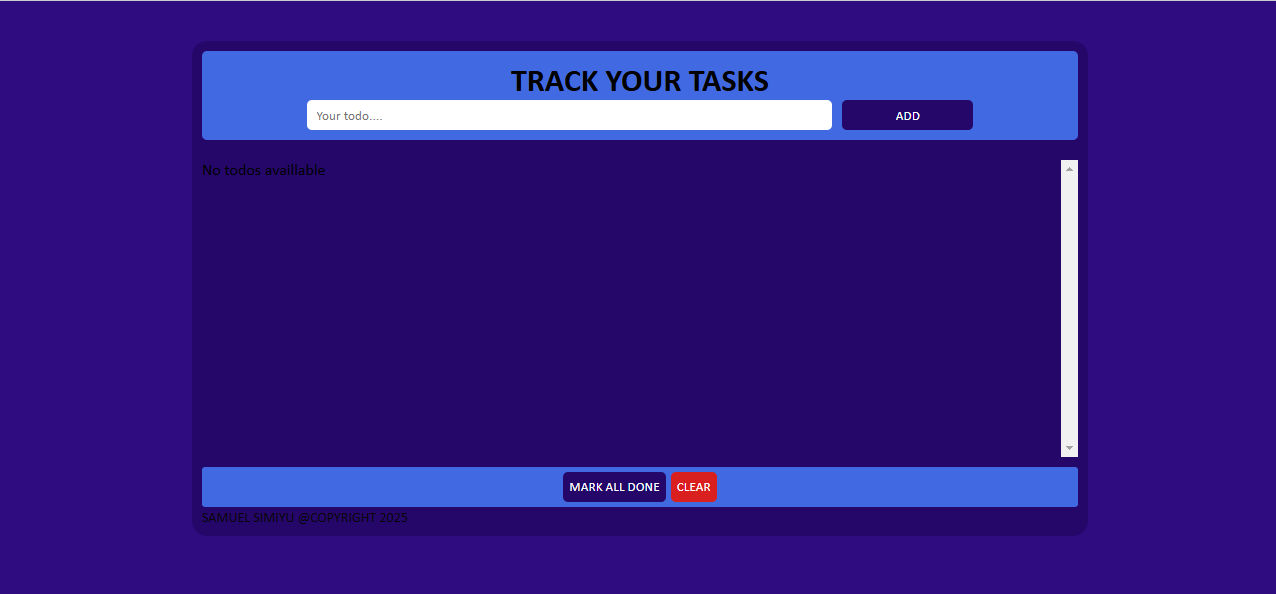 TRACK YOUR TASKS
Your todo....
ADD
No todos availlable
MARK ALL DONE
CLEAR
SAMUEL SIMIYU @COPYRIGHT 2025